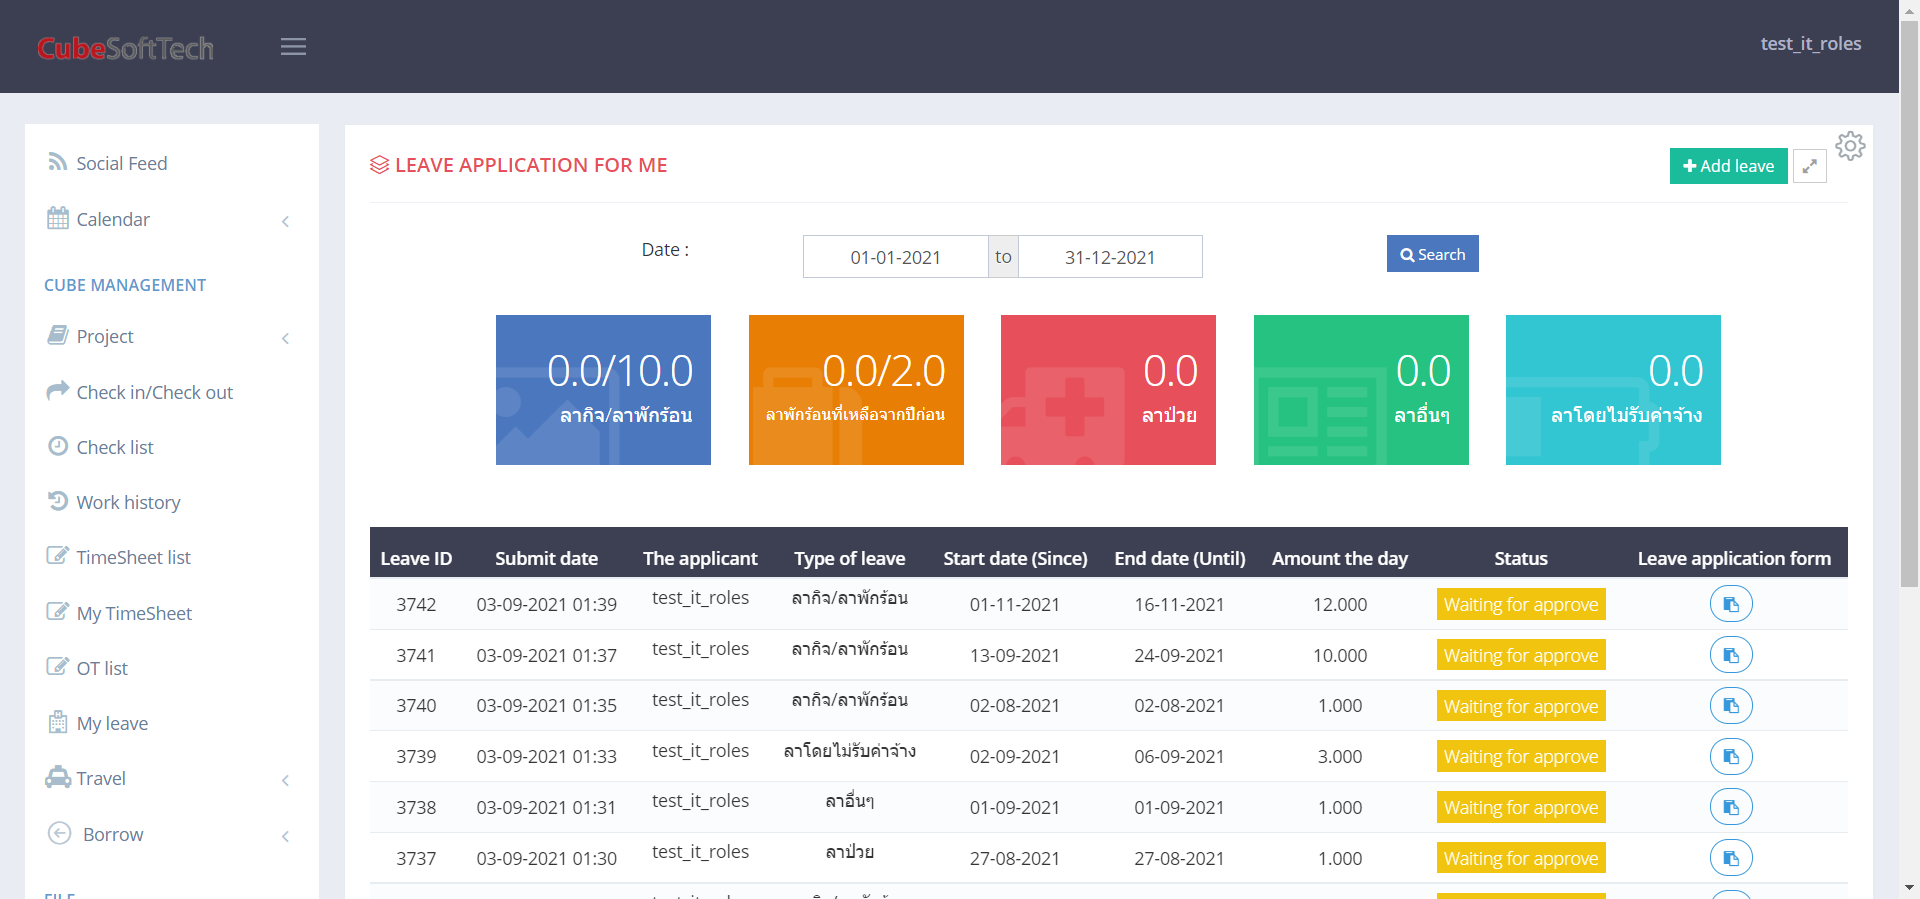 CubeSoftTech
test_it_roles
Social Feed
Calendar
CUBE MANAGEMENT
Project
Check in/Check out
Check list
Work history
TimeSheet list
My TimeSheet
OT list
My leave
Travel
Borrow
LEAVE APPLICATION FOR ME
Add leave
Date :
01-01-2021 to 31-12-2021
Search
0.0/10.0
ลากิจ/ลาพักร้อน
0.0/2.0
ลาพักร้อนที่เหลือจากปีก่อน
0.0
ลาป่วย
0.0
ลาอื่นๆ
0.0
ลาโดยไม่รับค่าจ้าง
Leave ID Submit date The applicant Type of leave Start date (Since) End date (Until) Amount the day Status Leave application form
3742 03-09-2021 01:39 test_it_roles ลากิจ/ลาพักร้อน 01-11-2021 16-11-2021 12.000 Waiting for approve
3741 03-09-2021 01:37 test_it_roles ลากิจ/ลาพักร้อน 13-09-2021 24-09-2021 10.000 Waiting for approve
3740 03-09-2021 01:35 test_it_roles ลากิจ/ลาพักร้อน 02-08-2021 02-08-2021 1.000 Waiting for approve
3739 03-09-2021 01:33 test_it_roles ลาโดยไม่รับค่าจ้าง 02-09-2021 06-09-2021 3.000 Waiting for approve
3738 03-09-2021 01:31 test_it_roles ลาอื่นๆ 01-09-2021 01-09-2021 1.000 Waiting for approve
3737 03-09-2021 01:30 test_it_roles ลาป่วย 27-08-2021 27-08-2021 1.000 Waiting for approve